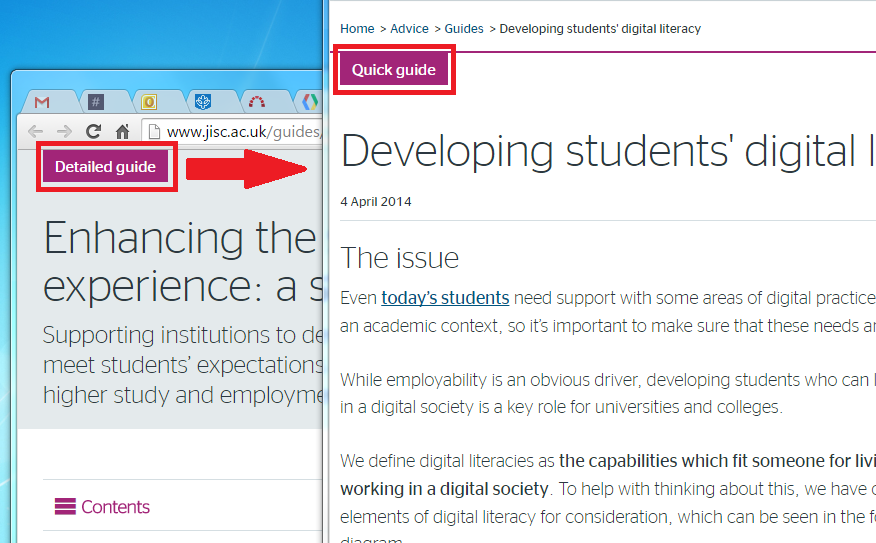 www.jisc.ac.uk/guides/
Detailed guide
Enhancing the
experience: a s
Supporting institutions to de
meet students’ expectations
higher study and employme
Contents
Home > Advice > Guides > Developing students' digital literacy
Quick guide
Developing students' digital l
4 April 2014
The issue
Even today’s students need support with some areas of digital practice
an academic context, so it’s important to make sure that these needs ar
While employability is an obvious driver, developing students who can l
in a digital society is a key role for universities and colleges.
We define digital literacies as the capabilities which fit someone for livi
working in a digital society. To help with thinking about this, we have
elements of digital literacy for consideration, which can be seen in the fo
diagram